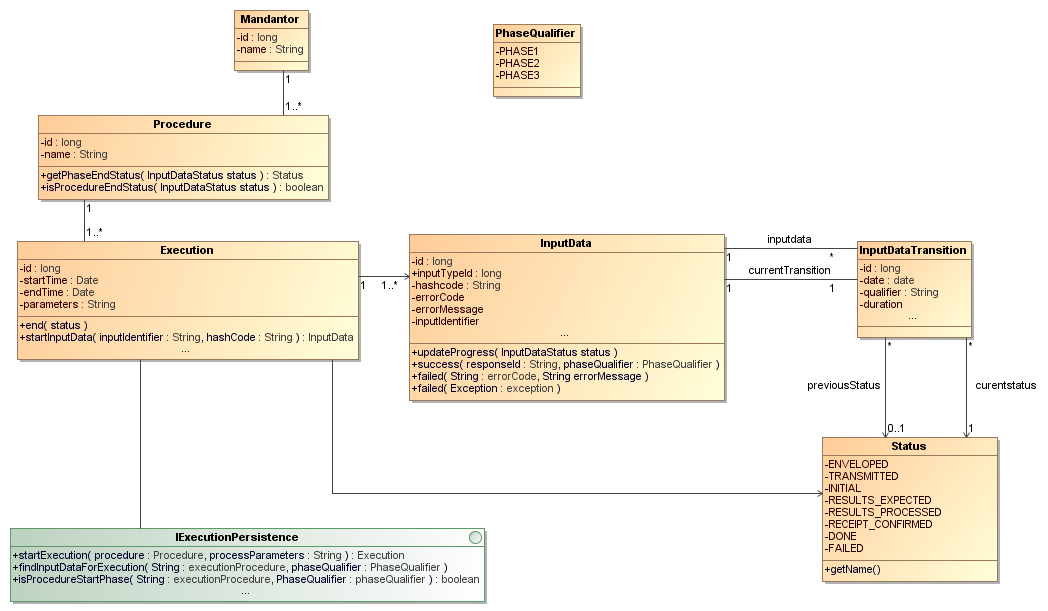 Mandantor
-id : long
-name : String
1
1..*
PhaseQualifier
-PHASE1
-PHASE2
-PHASE3
Procedure
-id : long
-name : String
+getPhaseEndStatus( InputDataStatus status ) : Status
+isProcedureEndStatus( InputDataStatus status ) : boolean
1
1..*
Execution
-id : long
-startTime : Date
-endTime : Date
-parameters : String
+end( status )
+startInputData( inputIdentifier : String, hashCode : String ) : InputData
...
1
1..*
InputData
-id : long
+inputTypeId : long
-hashcode : String
-errorCode
-errorMessage
-inputIdentifier
...
+updateProgress( InputDataStatus status )
+success( responseId : String, phaseQualifier : PhaseQualifier )
+failed( String : errorCode, String errorMessage )
+failed( Exception : exception )
inputdata
1
*
currentTransition
1
1
InputDataTransition
-id : long
-date : date
-qualifier : String
-duration
...
*
*
previousStatus
curentstatus
0..1
1
Status
-ENVELOPED
-TRANSMITTED
-INITIAL
-RESULTS_EXPECTED
-RESULTS_PROCESSED
-RECEIPT_CONFIRMED
-DONE
-FAILED
+getName()
IExecutionPersistence
+startExecution( procedure : Procedure, processParameters : String ) : Execution
+findInputDataForExecution( String : executionProcedure, phaseQualifier : PhaseQualifier )
+isProcedureStartPhase( String : executionProcedure, PhaseQualifier : phaseQualifier ) : boolean
...